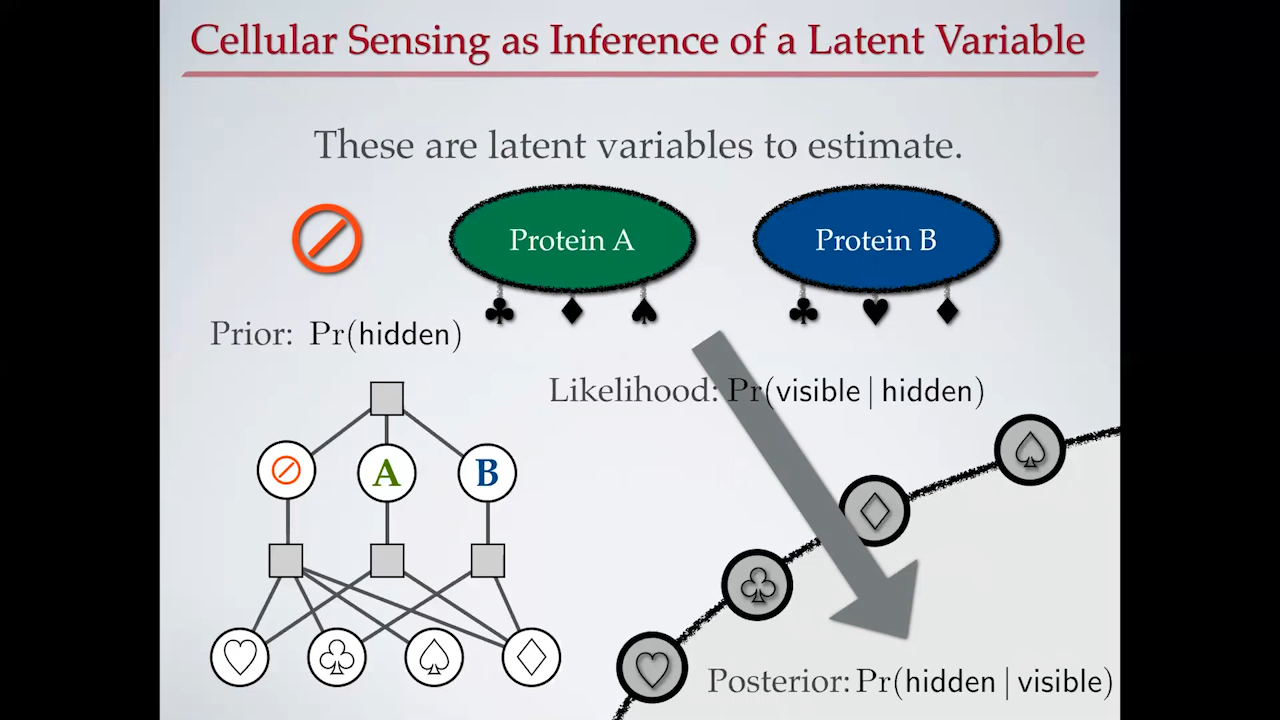 Cellular Sensing as Inference of a Latent Variable
These are latent variables to estimate.
Protein A
Protein B
Prior: Pr(hidden)
Likelihood: Pr(visible | hidden)
A
B
Posterior: Pr(hidden | visible)